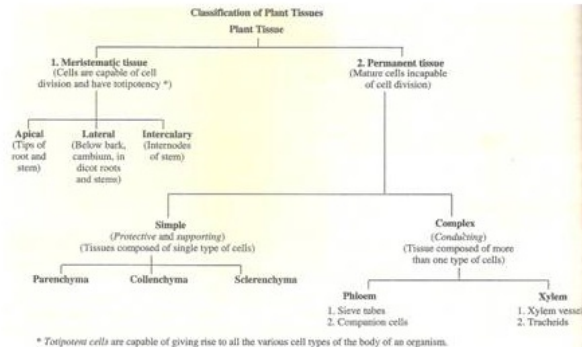 Classification of Plant Tissues
Plant Tissue
1. Meristematic tissue
(Cells are capable of cell
division and have totipotency *)
2. Permanent tissue
(Mature cells incapable
of cell division)
Apical
(Tips of
root and
stem)
Lateral
(Below bark,
cambium, in
dicot roots
and stems)
Intercalary
(Internodes
of stem)
Simple
(Protective and supporting)
(Tissues composed of single type of cells)
Complex
(Conducting)
(Tissue composed of more
than one type of cells)
Parenchyma
Collenchyma
Sclerenchyma
Phloem
1. Sieve tubes
2. Companion cells
Xylem
1. Xylem vessel
2. Tracheids
* Totipotent cells are capable of giving rise to all the various cell types of the body of an organism.